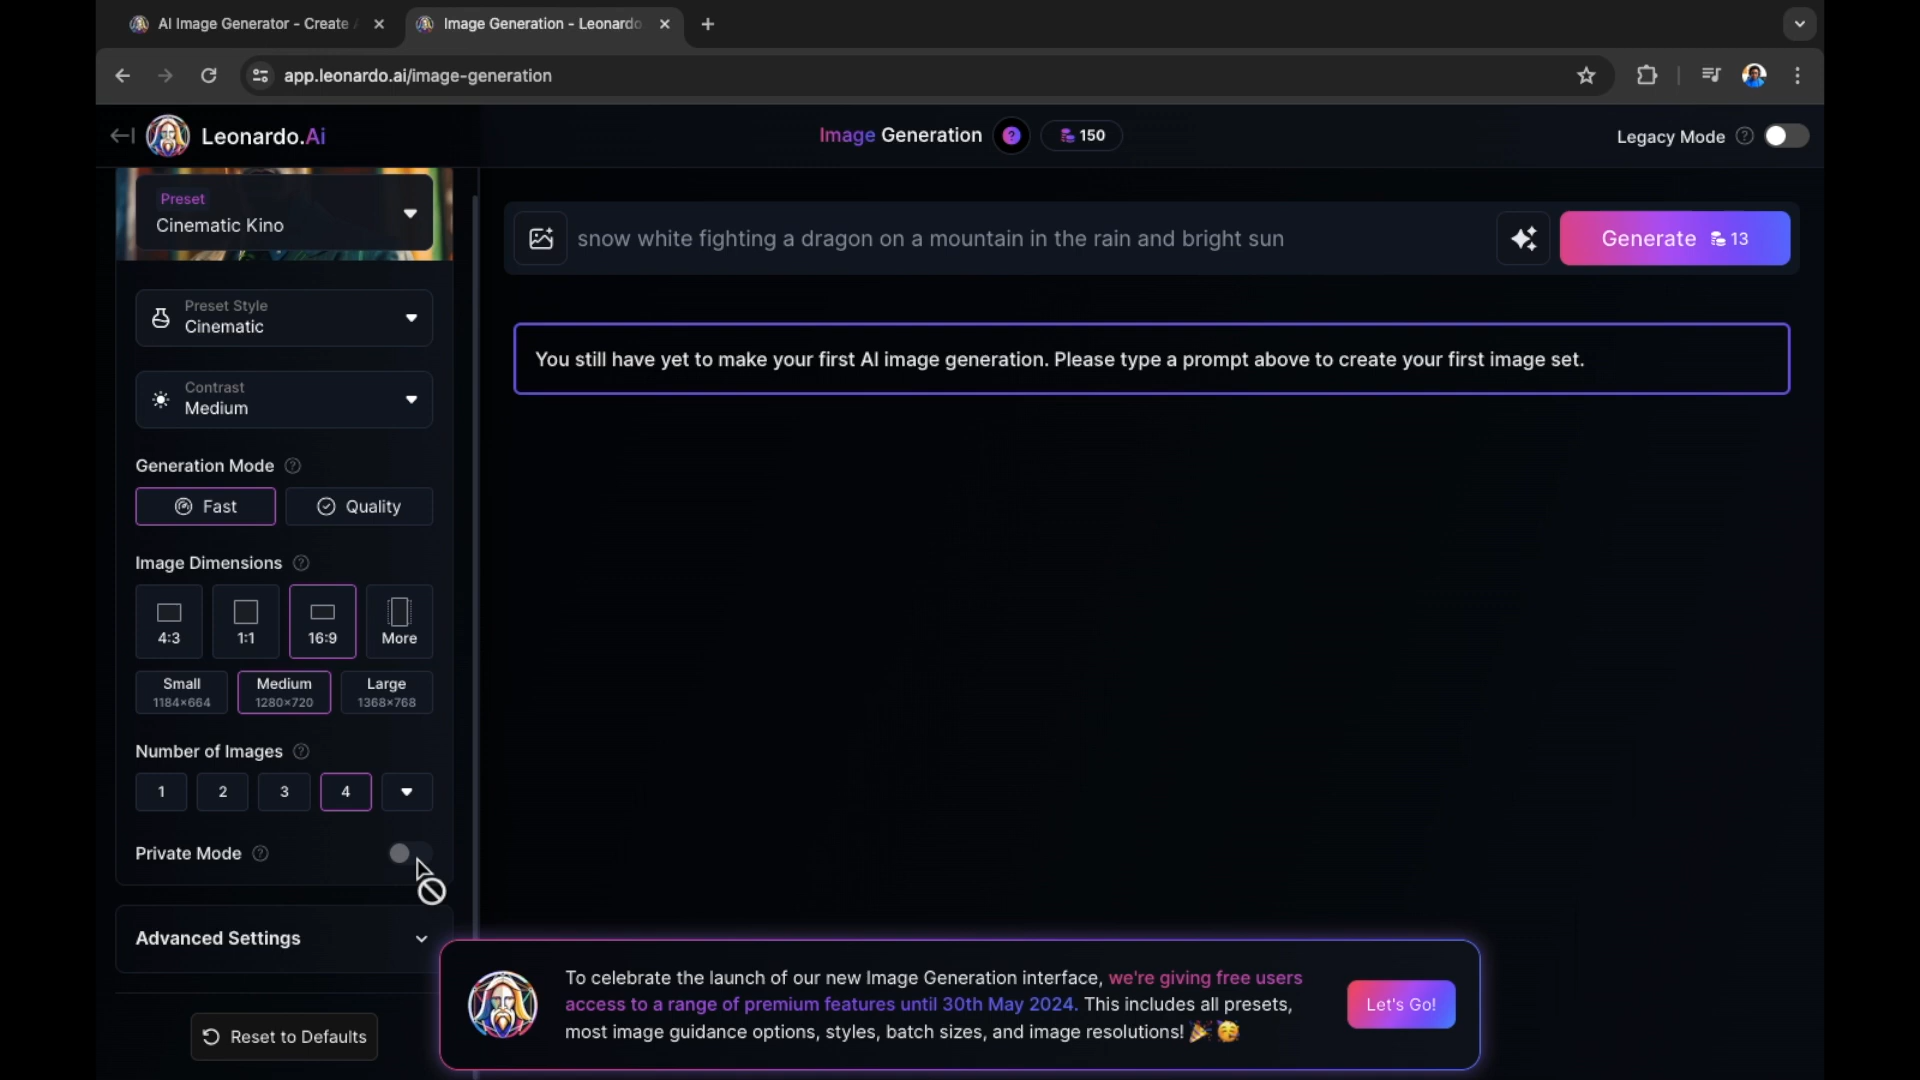 AI Image Generator - Create
Image Generation - Leonardo
app.leonardo.ai/image-generation
Leonardo.Ai
Image Generation
150
Legacy Mode
Preset
Cinematic Kino
snow white fighting a dragon on a mountain in the rain and bright sun
Generate 13
Preset Style
Cinematic
You still have yet to make your first AI image generation. Please type a prompt above to create your first image set.
Contrast
Medium
Generation Mode
Fast
Quality
Image Dimensions
4:3
1:1
16:9
More
Small
1184×664
Medium
1280×720
Large
1368×768
Number of Images
1
2
3
4
Private Mode
Advanced Settings
To celebrate the launch of our new Image Generation interface, we're giving free users
access to a range of premium features until 30th May 2024. This includes all presets,
most image guidance options, styles, batch sizes, and image resolutions! 🎉🥳
Let's Go!
Reset to Defaults